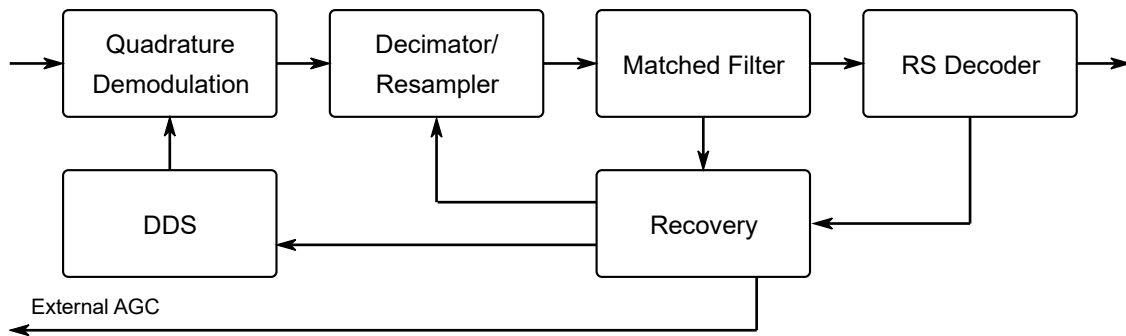 Quadrature
Demodulation
Decimator/
Resampler
Matched Filter
RS Decoder
DDS
Recovery
External AGC